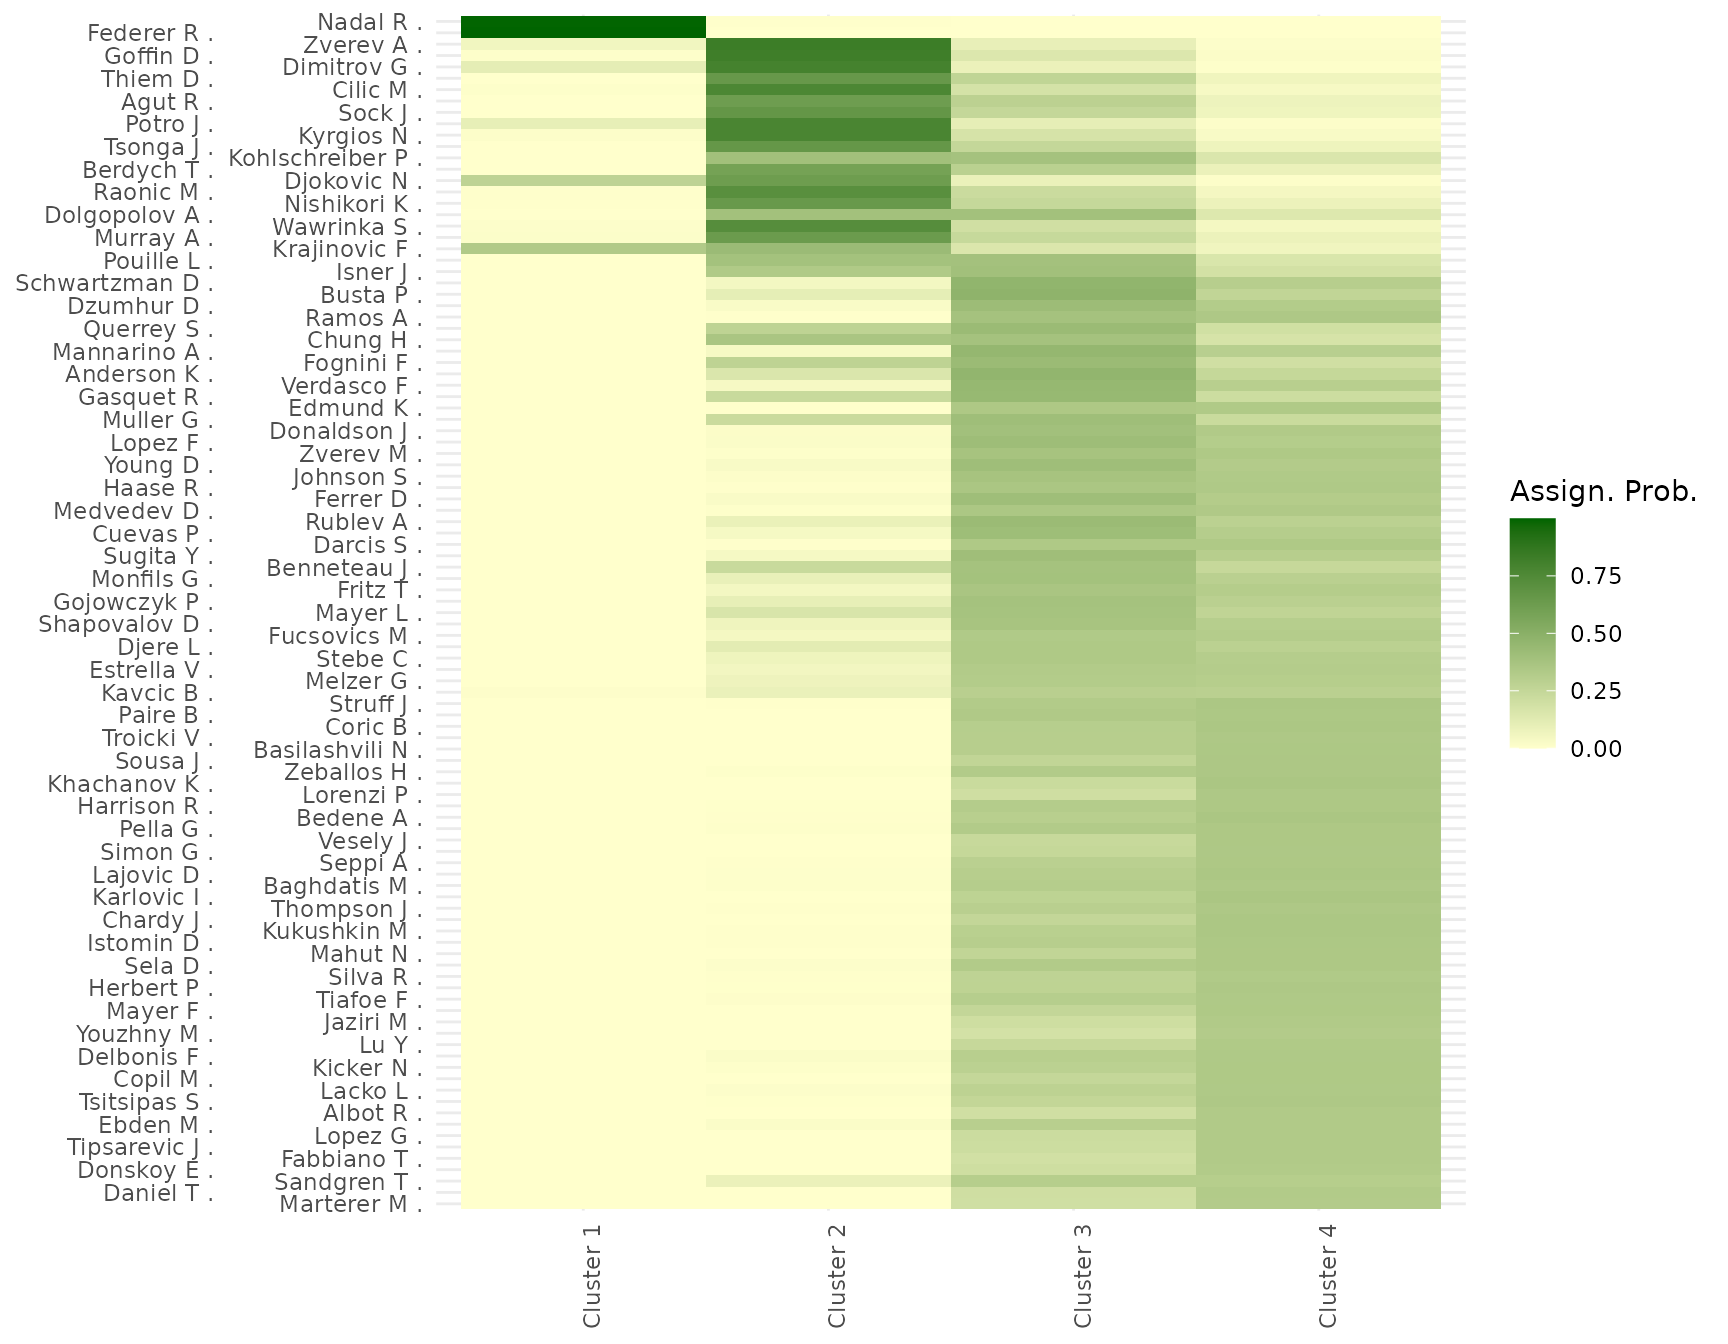 Nadal R .
Federer R .
Zverev A .
Goffin D .
Dimitrov G .
Thiem D .
Cilic M .
Agut R .
Sock J .
Potro J .
Kyrgios N .
Tsonga J .
Kohlschreiber P .
Berdych T .
Djokovic N .
Raonic M .
Nishikori K .
Dolgopolov A .
Wawrinka S .
Murray A .
Krajinovic F .
Pouille L .
Isner J .
Schwartzman D .
Busta P .
Dzumhur D .
Ramos A .
Querrey S .
Chung H .
Mannarino A .
Fognini F .
Anderson K .
Verdasco F .
Gasquet R .
Edmund K .
Muller G .
Donaldson J .
Lopez F .
Zverev M .
Young D .
Johnson S .
Haase R .
Ferrer D .
Medvedev D .
Rublev A .
Cuevas P .
Darcis S .
Sugita Y .
Benneteau J .
Monfils G .
Fritz T .
Gojowczyk P .
Mayer L .
Shapovalov D .
Fucsovics M .
Djere L .
Stebe C .
Estrella V .
Melzer G .
Kavcic B .
Struff J .
Paire B .
Coric B .
Troicki V .
Basilashvili N .
Sousa J .
Zeballos H .
Khachanov K .
Lorenzi P .
Harrison R .
Bedene A .
Pella G .
Vesely J .
Simon G .
Seppi A .
Lajovic D .
Baghdatis M .
Karlovic I .
Thompson J .
Chardy J .
Kukushkin M .
Istomin D .
Mahut N .
Sela D .
Silva R .
Herbert P .
Tiafoe F .
Mayer F .
Jaziri M .
Youzhny M .
Lu Y .
Delbonis F .
Kicker N .
Copil M .
Lacko L .
Tsitsipas S .
Albot R .
Ebden M .
Lopez G .
Tipsarevic J .
Fabbiano T .
Donskoy E .
Sandgren T .
Daniel T .
Marterer M .
Cluster 1
Cluster 2
Cluster 3
Cluster 4
Assign. Prob.
0.75
0.50
0.25
0.00